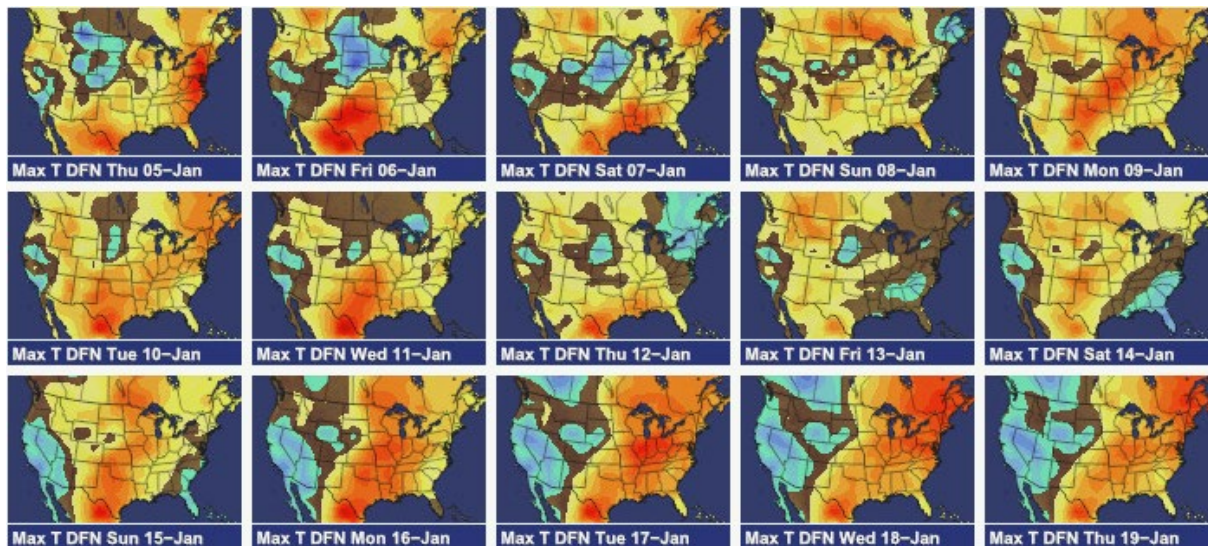 Max T DFN Thu 05-Jan
Max T DFN Fri 06-Jan
Max T DFN Sat 07-Jan
Max T DFN Sun 08-Jan
Max T DFN Mon 09-Jan
Max T DFN Tue 10-Jan
Max T DFN Wed 11-Jan
Max T DFN Thu 12-Jan
Max T DFN Fri 13-Jan
Max T DFN Sat 14-Jan
Max T DFN Sun 15-Jan
Max T DFN Mon 16-Jan
Max T DFN Tue 17-Jan
Max T DFN Wed 18-Jan
Max T DFN Thu 19-Jan